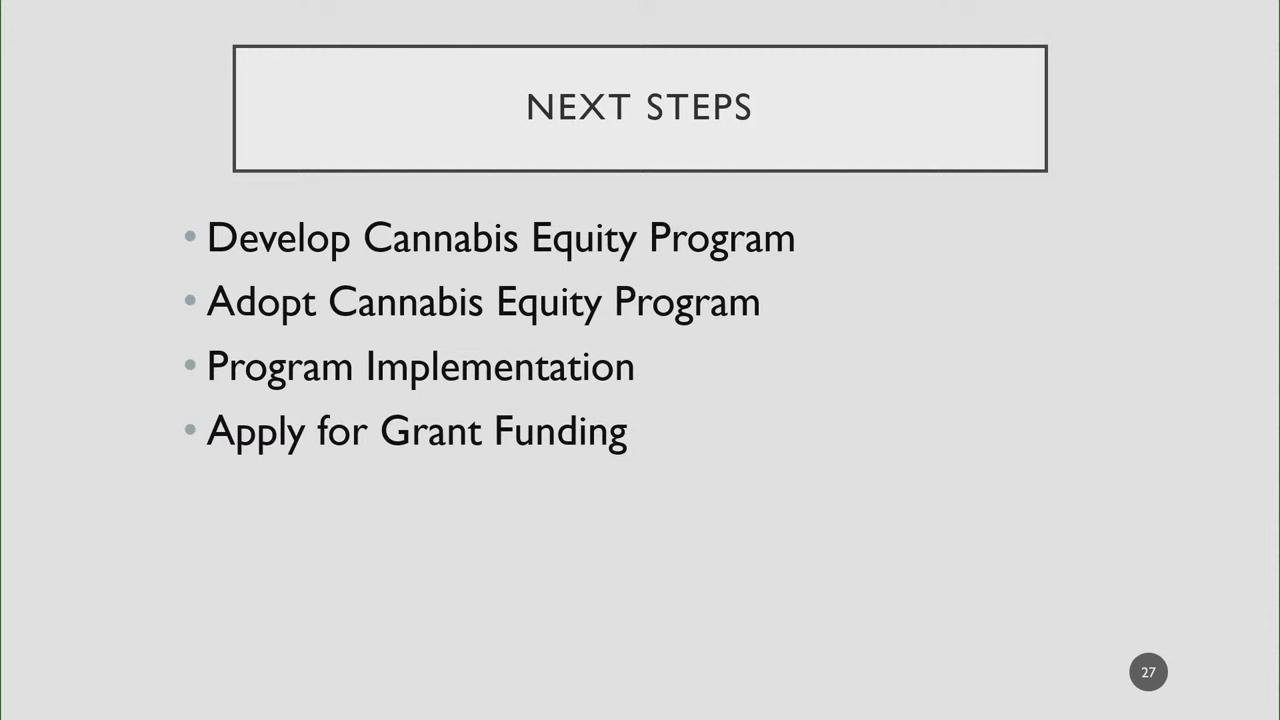 NEXT STEPS
• Develop Cannabis Equity Program
• Adopt Cannabis Equity Program
• Program Implementation
• Apply for Grant Funding
27